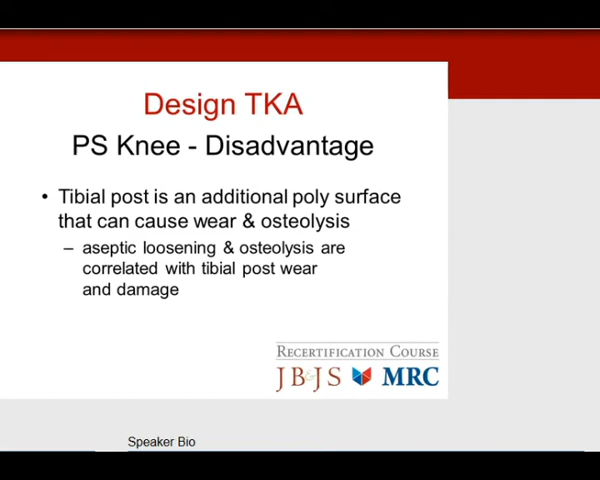 Design TKA
PS Knee - Disadvantage
• Tibial post is an additional poly surface
that can cause wear & osteolysis
– aseptic loosening & osteolysis are
correlated with tibial post wear
and damage
RECERTIFICATION COURSE
JB&JS MRC
Speaker Bio